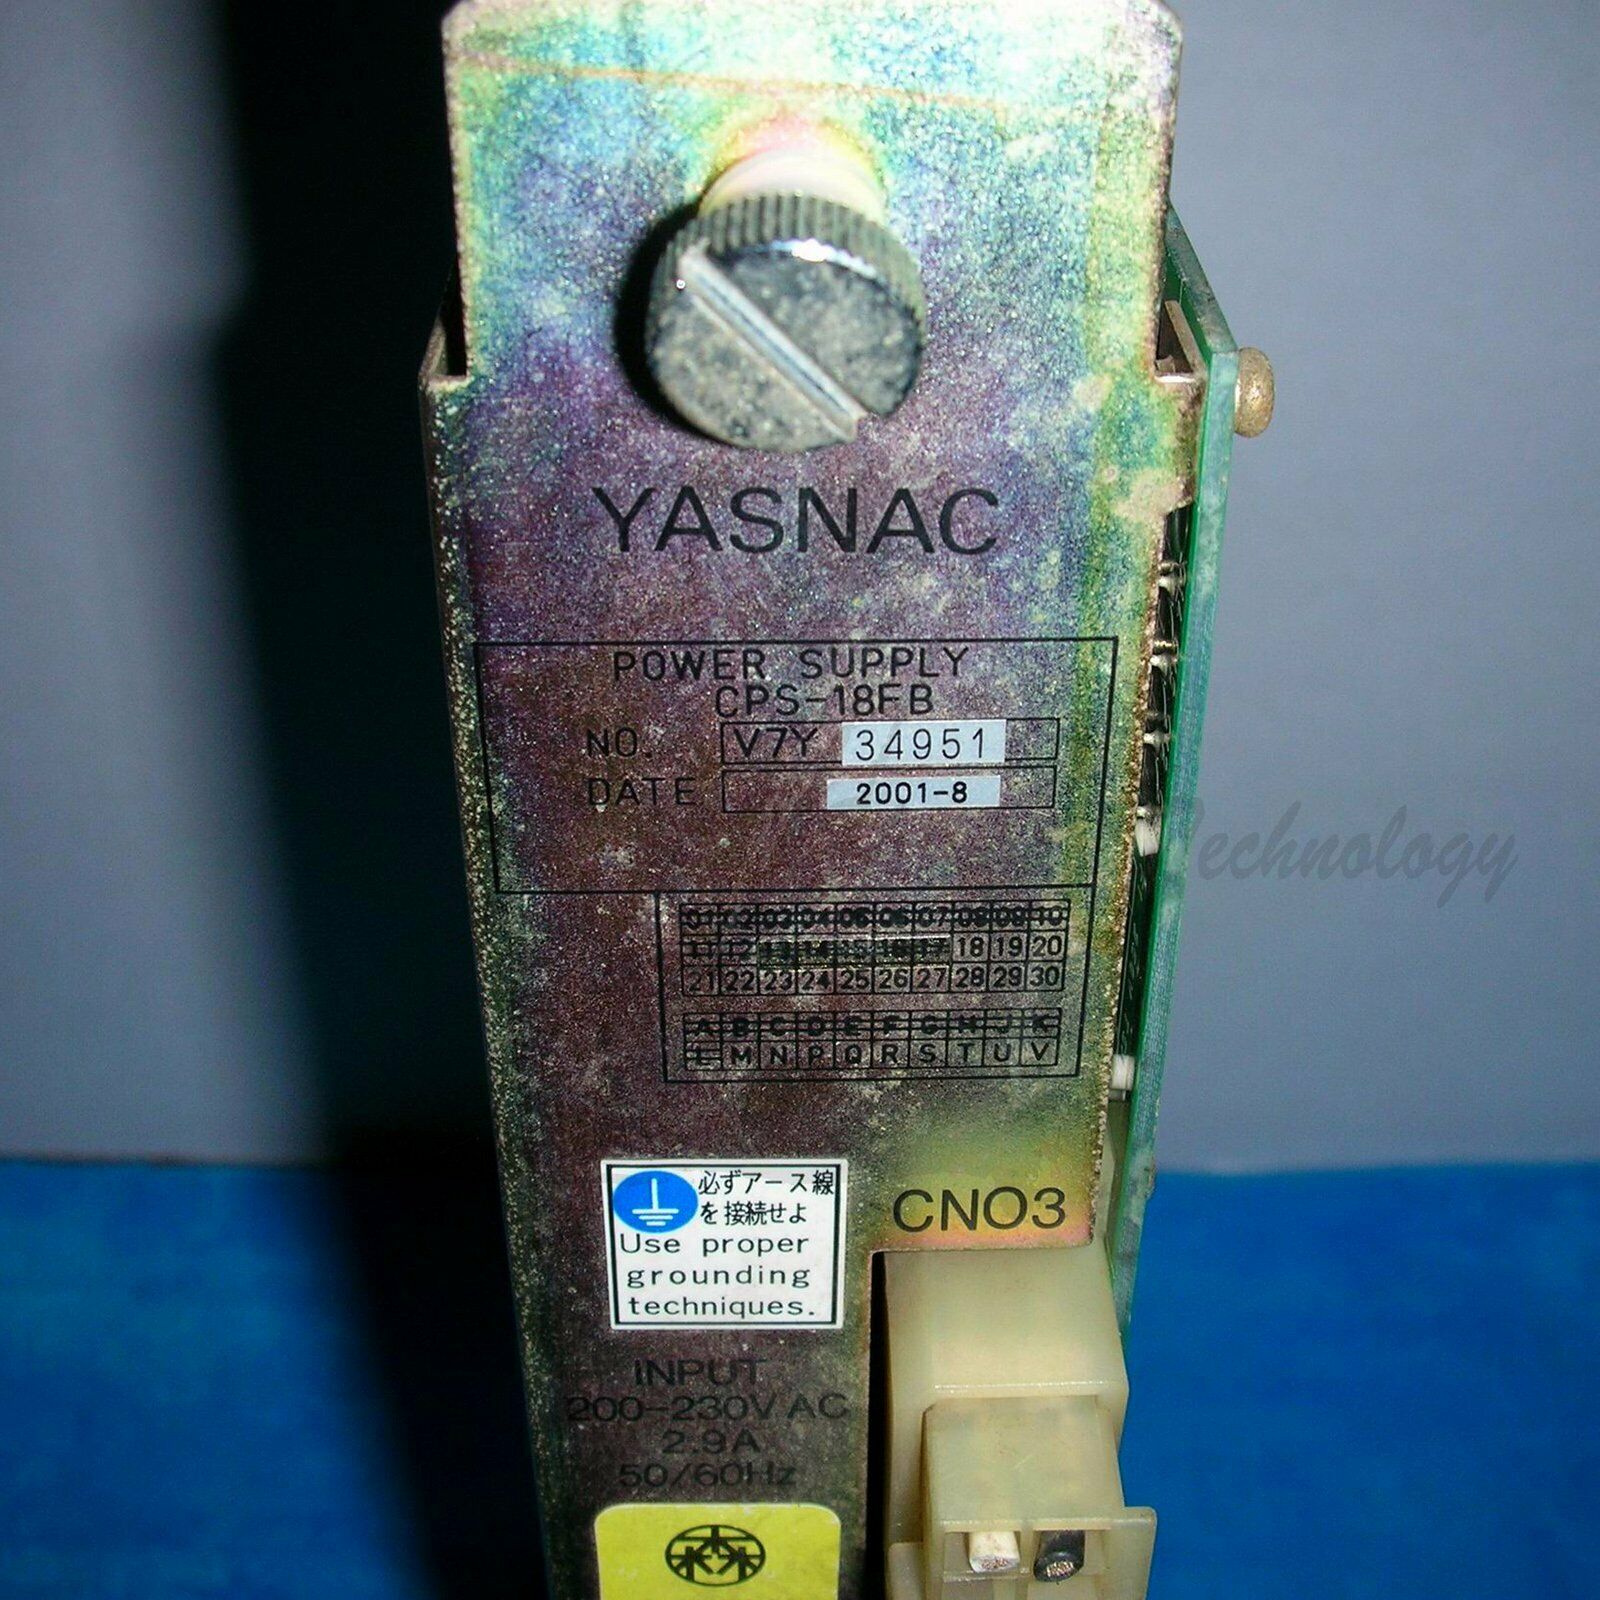 YASNAC
POWER SUPPLY
CPS-18FB
NO. V7Y 34951
DATE 2001-8
01 02 03 04 05 06 07 08 09 10
11 12 13 14 15 16 17 18 19 20
21 22 23 24 25 26 27 28 29 30
A B C D E F G H J K
L M N P Q R S T U V
必ずアース線
を接続せよ
Use proper
grounding
techniques.
CN03
INPUT
200-230V AC
2.9A
50/60Hz
Technology